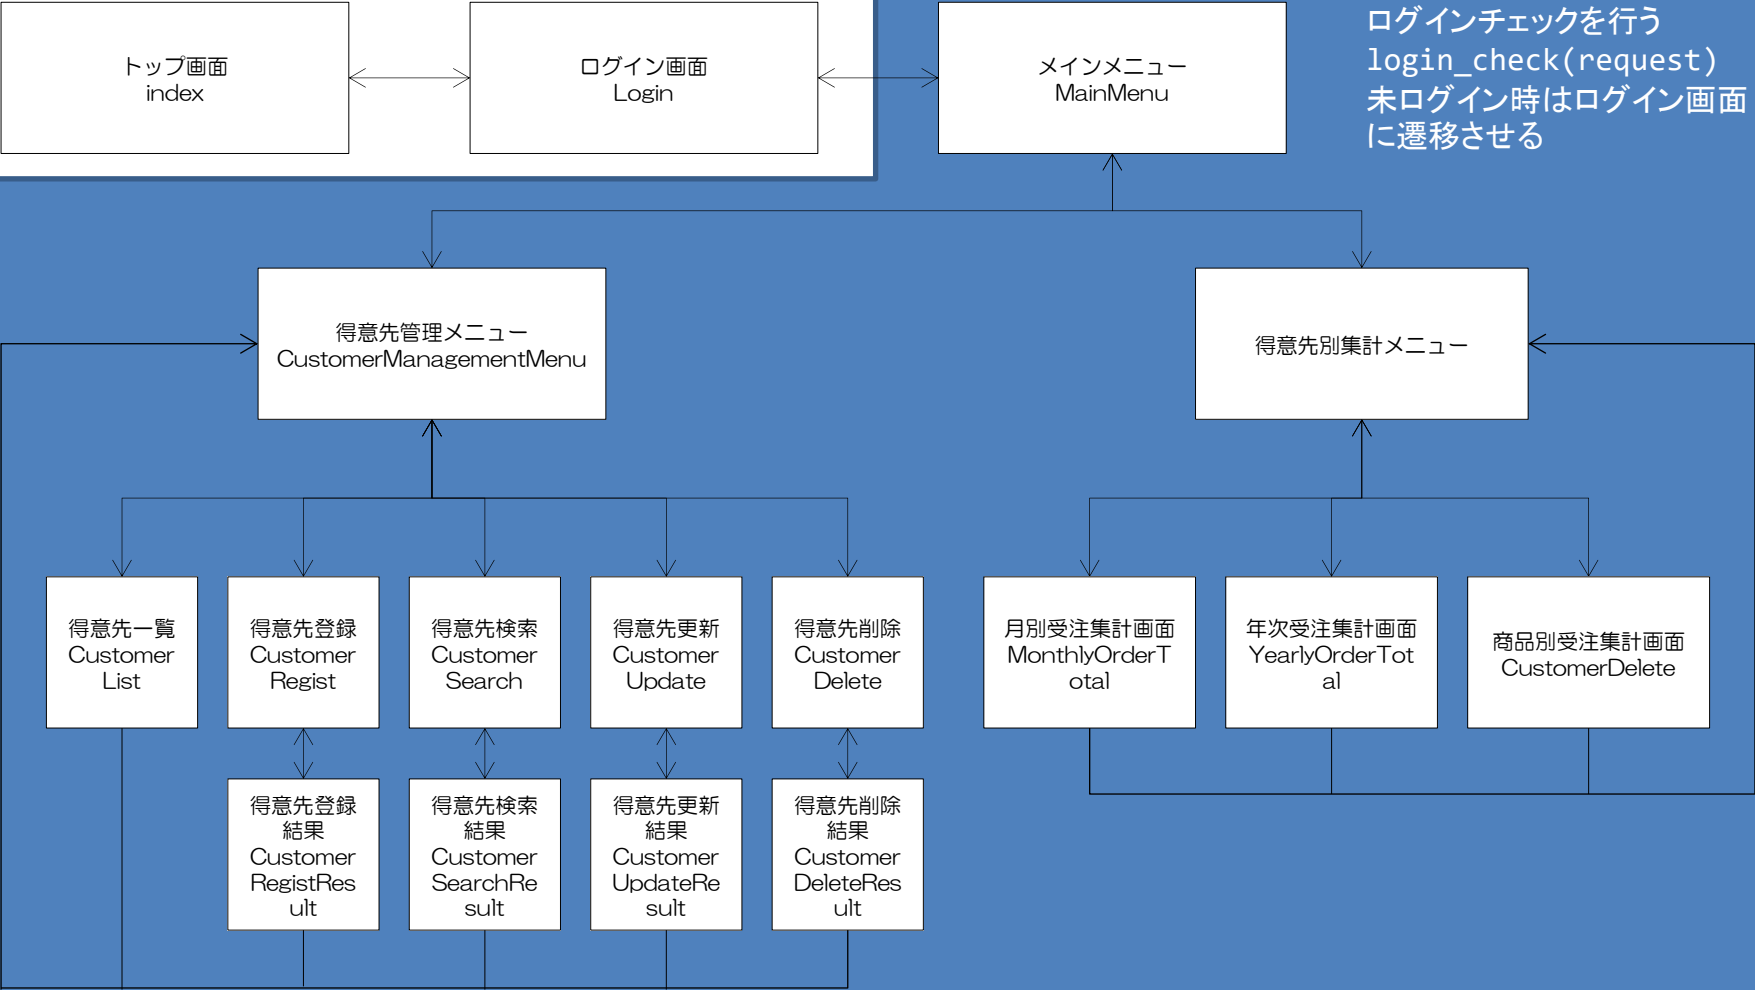 トップ画面
index
ログイン画面
Login
メインメニュー
MainMenu
ログインチェックを行う
login_check(request)
未ログイン時はログイン画面
に遷移させる
得意先管理メニュー
CustomerManagementMenu
得意先別集計メニュー
得意先一覧
Customer
List
得意先登録
Customer
Regist
得意先検索
Customer
Search
得意先更新
Customer
Update
得意先削除
Customer
Delete
月別受注集計画面
MonthlyOrderT
otal
年次受注集計画面
YearlyOrderTot
al
商品別受注集計画面
CustomerDelete
得意先登録
結果
Customer
RegistRes
ult
得意先検索
結果
Customer
SearchRe
sult
得意先更新
結果
Customer
UpdateRe
sult
得意先削除
結果
Customer
DeleteRes
ult